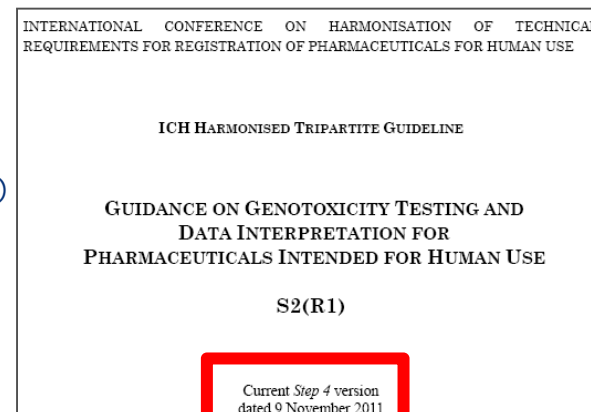 INTERNATIONAL CONFERENCE ON HARMONISATION OF TECHNICAL
REQUIREMENTS FOR REGISTRATION OF PHARMACEUTICALS FOR HUMAN USE
ICH HARMONISED TRIPARTITE GUIDELINE
GUIDANCE ON GENOTOXICITY TESTING AND
DATA INTERPRETATION FOR
PHARMACEUTICALS INTENDED FOR HUMAN USE
S2(R1)
Current Step 4 version
dated 9 November 2011